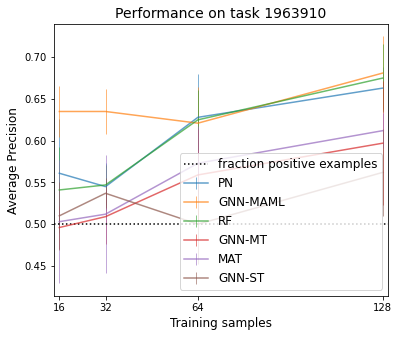 Performance on task 1963910
Average Precision
0.70
0.65
0.60
0.55
0.50
0.45
fraction positive examples
PN
GNN-MAML
RF
GNN-MT
MAT
GNN-ST
16 32 64 128
Training samples